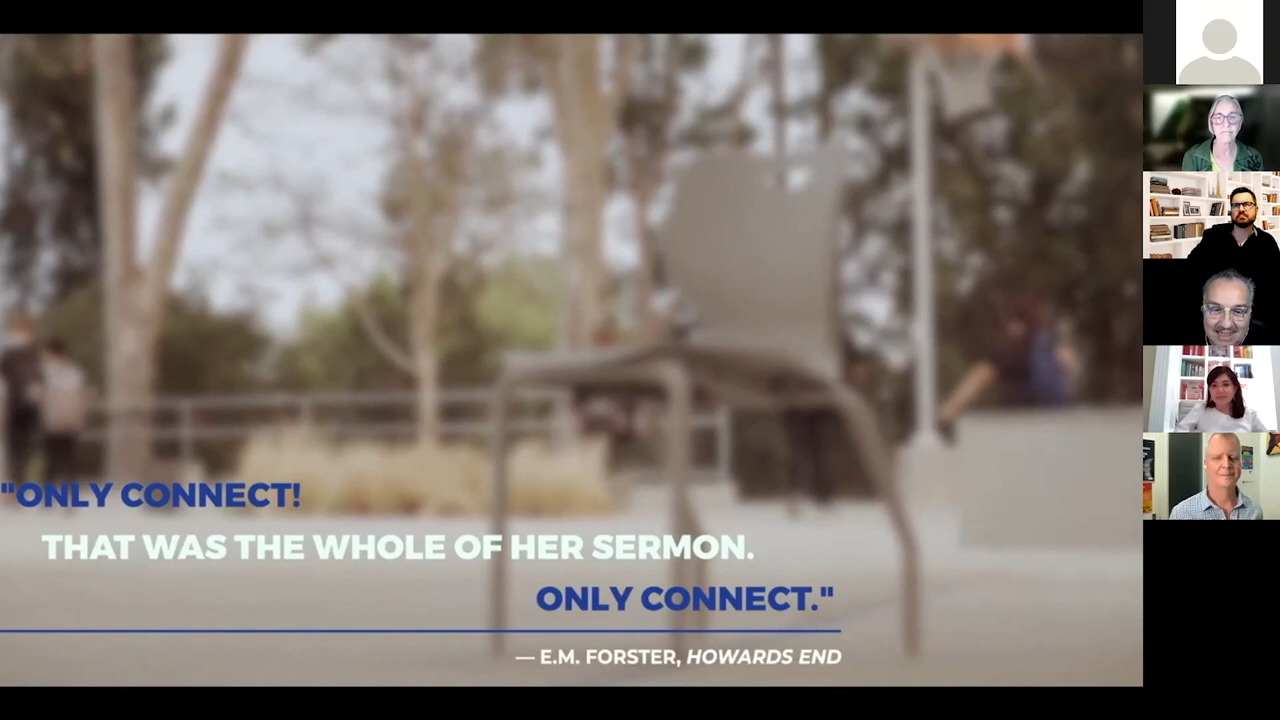 "ONLY CONNECT!
THAT WAS THE WHOLE OF HER SERMON.
ONLY CONNECT."
— E.M. FORSTER, HOWARDS END